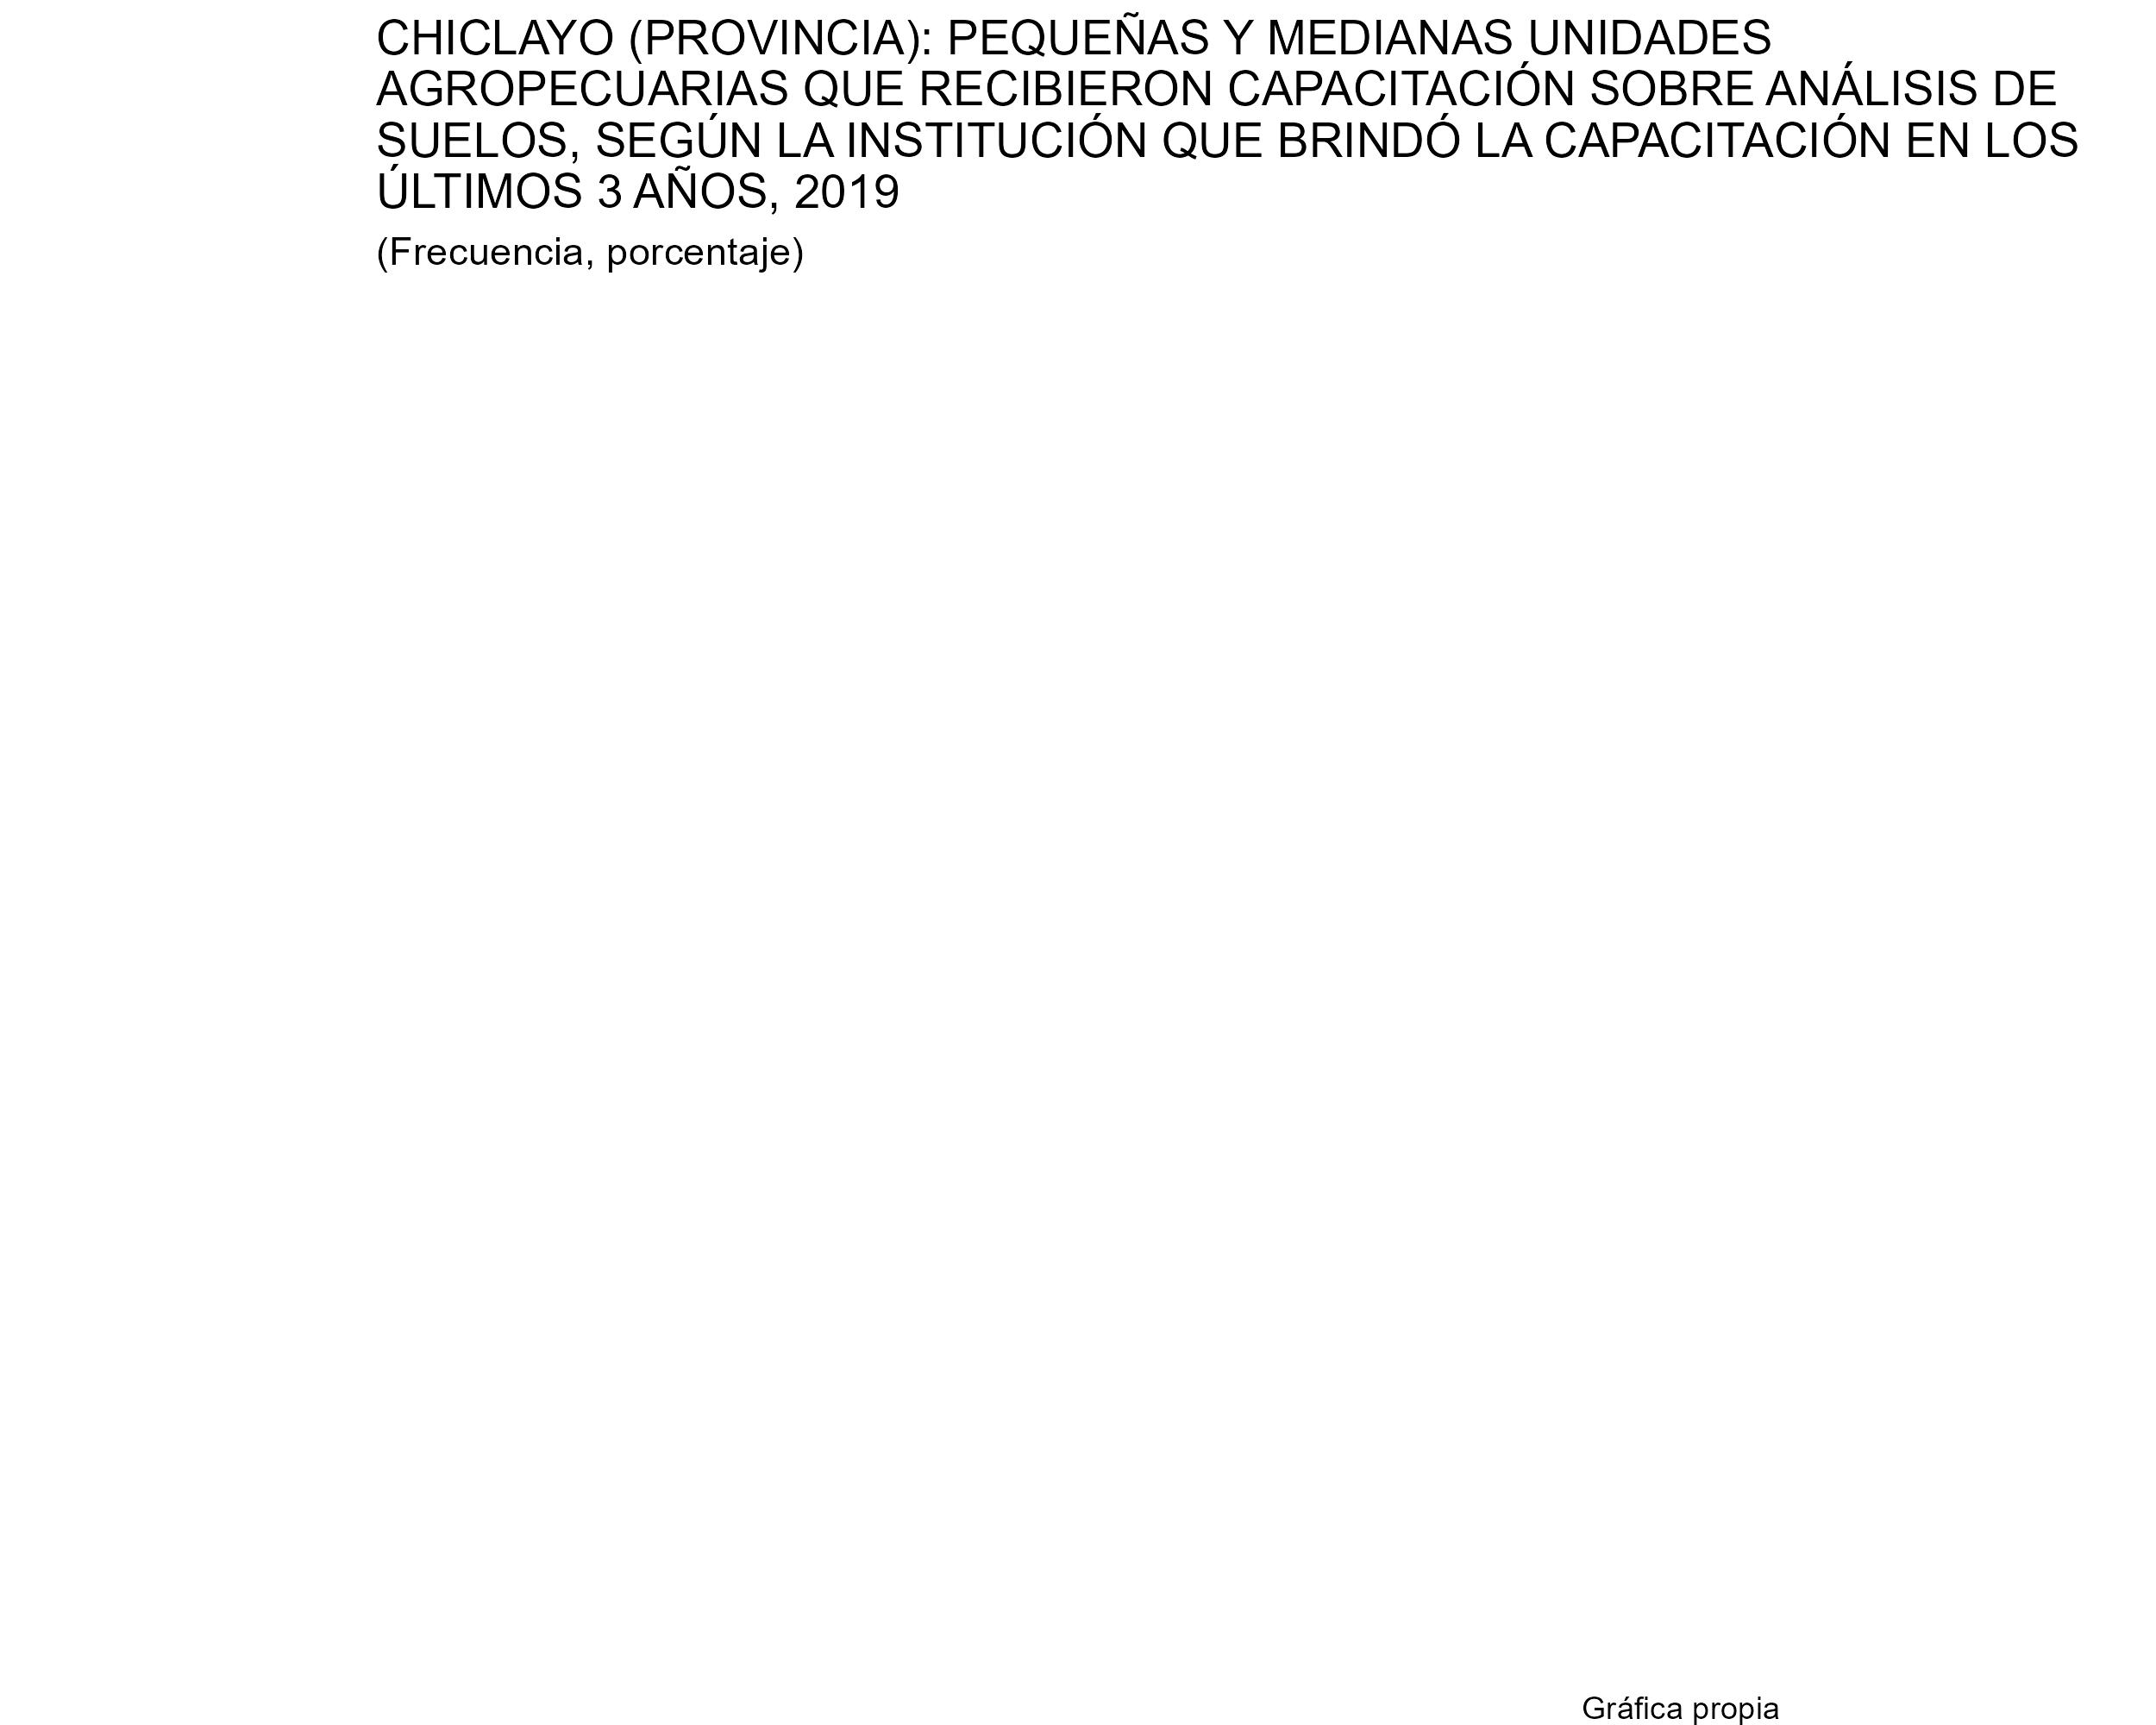 CHICLAYO (PROVINCIA): PEQUEÑAS Y MEDIANAS UNIDADES
AGROPECUARIAS QUE RECIBIERON CAPACITACIÓN SOBRE ANÁLISIS DE
SUELOS, SEGÚN LA INSTITUCIÓN QUE BRINDÓ LA CAPACITACIÓN EN LOS
ÚLTIMOS 3 AÑOS, 2019
(Frecuencia, porcentaje)
Gráfica propia